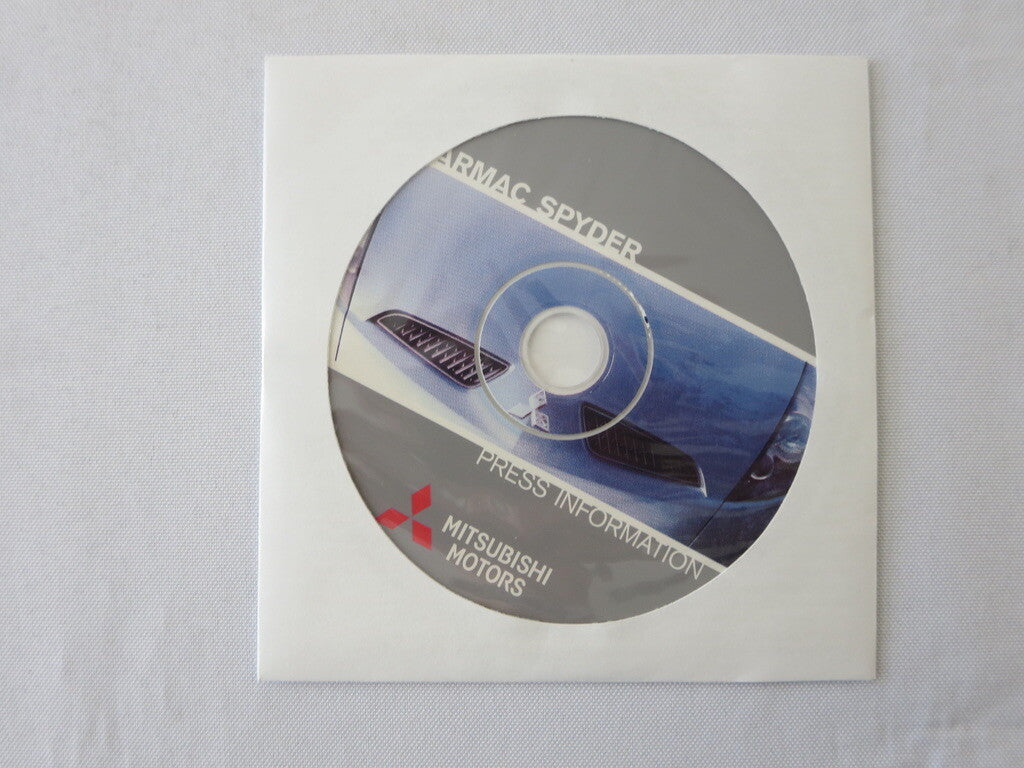 ARMAC SPYDER
PRESS INFORMATION
MITSUBISHI
MOTORS